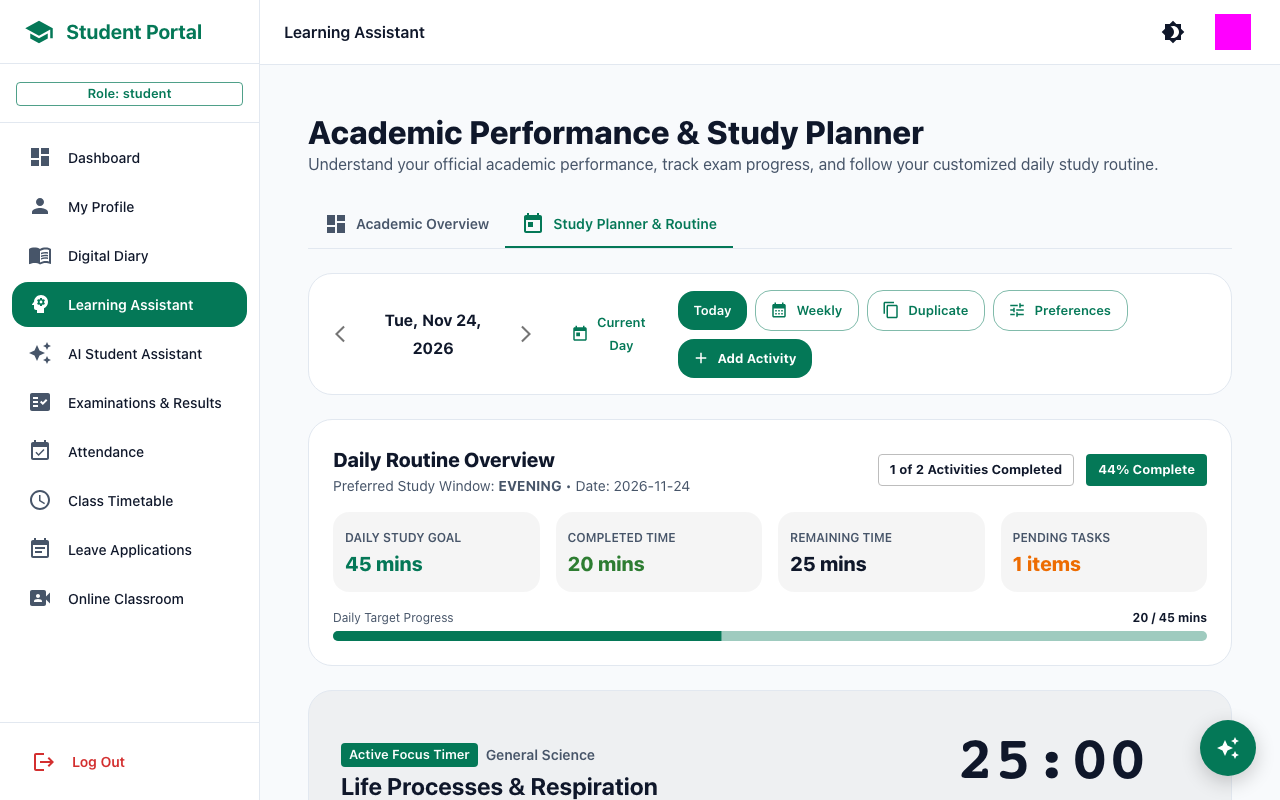 Student Portal
Learning Assistant
Role: student
Dashboard
My Profile
Digital Diary
Learning Assistant
AI Student Assistant
Examinations & Results
Attendance
Class Timetable
Leave Applications
Online Classroom
Log Out
Academic Performance & Study Planner
Understand your official academic performance, track exam progress, and follow your customized daily study routine.
Academic Overview
Study Planner & Routine
Tue, Nov 24,
2026
Current
Day
Today
Weekly
Duplicate
Preferences
Add Activity
Daily Routine Overview
Preferred Study Window: EVENING • Date: 2026-11-24
1 of 2 Activities Completed
44% Complete
DAILY STUDY GOAL
45 mins
COMPLETED TIME
20 mins
REMAINING TIME
25 mins
PENDING TASKS
1 items
Daily Target Progress
20 / 45 mins
Active Focus Timer
General Science
Life Processes & Respiration
25:00